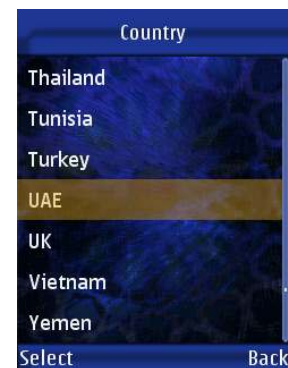 Country
Thailand
Tunisia
Turkey
UAE
UK
Vietnam
Yemen
Select Back